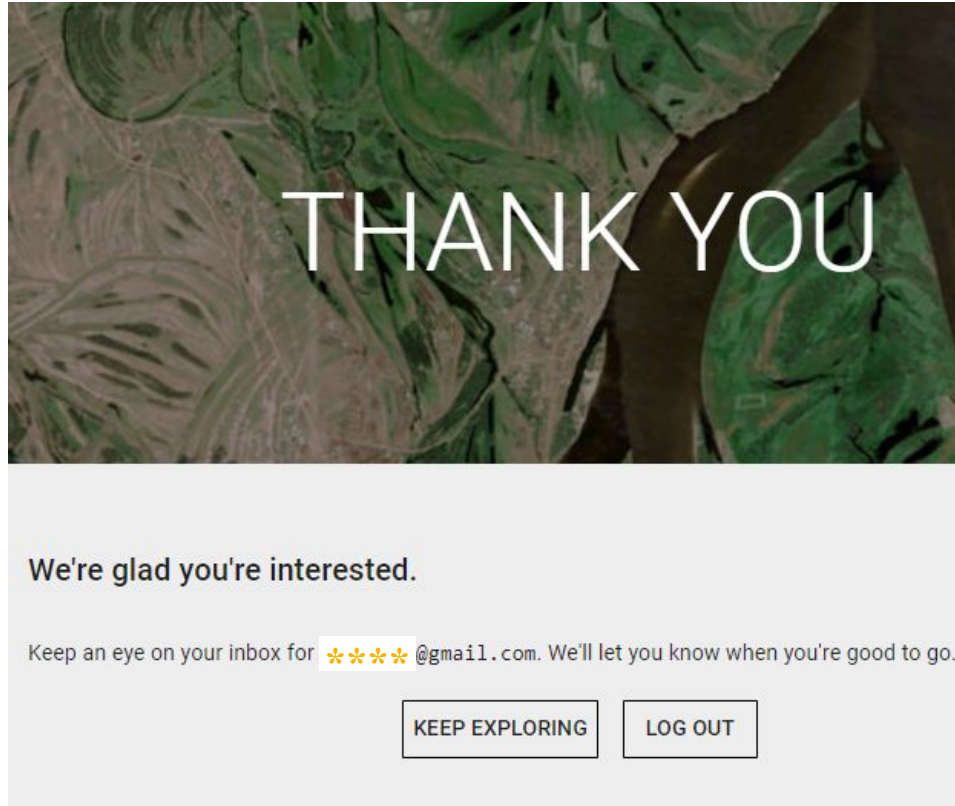 THANK YOU
We're glad you're interested.
Keep an eye on your inbox for ****@gmail.com. We'll let you know when you're good to go.
KEEP EXPLORING
LOG OUT